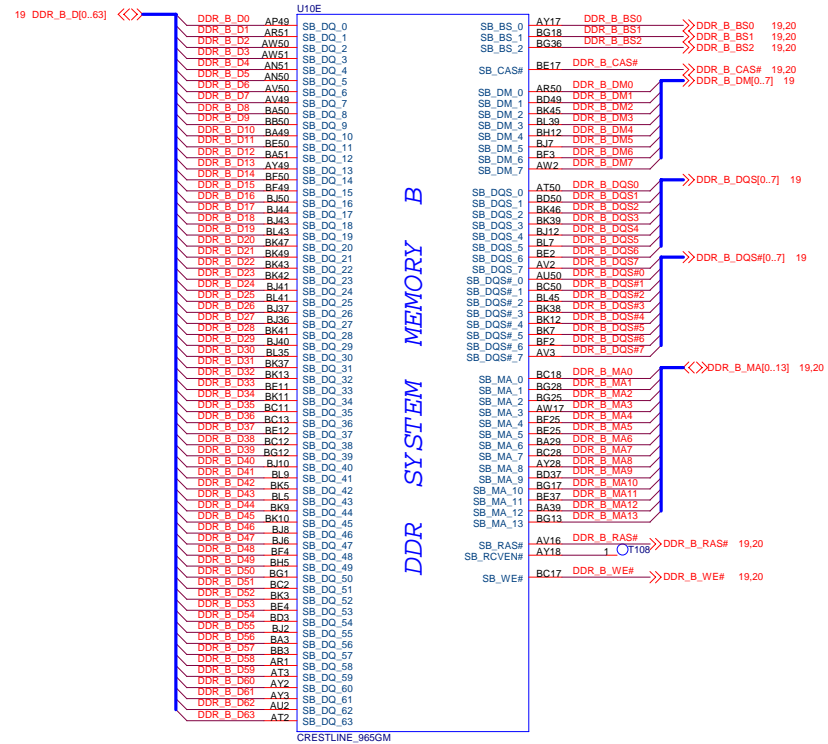 19 DDR_B_D[0..63]
U10E
DDR_B_D0 AP49 SB_DQ_0
DDR_B_D1 AR51 SB_DQ_1
DDR_B_D2 AW50 SB_DQ_2
DDR_B_D3 AW51 SB_DQ_3
DDR_B_D4 AN51 SB_DQ_4
DDR_B_D5 AN50 SB_DQ_5
DDR_B_D6 AV50 SB_DQ_6
DDR_B_D7 AV49 SB_DQ_7
DDR_B_D8 BA50 SB_DQ_8
DDR_B_D9 BB50 SB_DQ_9
DDR_B_D10 BA49 SB_DQ_10
DDR_B_D11 BE50 SB_DQ_11
DDR_B_D12 BA51 SB_DQ_12
DDR_B_D13 AY49 SB_DQ_13
DDR_B_D14 BF50 SB_DQ_14
DDR_B_D15 BF49 SB_DQ_15
DDR_B_D16 BJ50 SB_DQ_16
DDR_B_D17 BJ44 SB_DQ_17
DDR_B_D18 BJ43 SB_DQ_18
DDR_B_D19 BL43 SB_DQ_19
DDR_B_D20 BK47 SB_DQ_20
DDR_B_D21 BK49 SB_DQ_21
DDR_B_D22 BK43 SB_DQ_22
DDR_B_D23 BK42 SB_DQ_23
DDR_B_D24 BJ41 SB_DQ_24
DDR_B_D25 BL41 SB_DQ_25
DDR_B_D26 BJ37 SB_DQ_26
DDR_B_D27 BJ36 SB_DQ_27
DDR_B_D28 BK41 SB_DQ_28
DDR_B_D29 BJ40 SB_DQ_29
DDR_B_D30 BL35 SB_DQ_30
DDR_B_D31 BK37 SB_DQ_31
DDR_B_D32 BK13 SB_DQ_32
DDR_B_D33 BE11 SB_DQ_33
DDR_B_D34 BK11 SB_DQ_34
DDR_B_D35 BC11 SB_DQ_35
DDR_B_D36 BC13 SB_DQ_36
DDR_B_D37 BE12 SB_DQ_37
DDR_B_D38 BC12 SB_DQ_38
DDR_B_D39 BG12 SB_DQ_39
DDR_B_D40 BJ10 SB_DQ_40
DDR_B_D41 BL9 SB_DQ_41
DDR_B_D42 BK5 SB_DQ_42
DDR_B_D43 BL5 SB_DQ_43
DDR_B_D44 BK9 SB_DQ_44
DDR_B_D45 BK10 SB_DQ_45
DDR_B_D46 BJ8 SB_DQ_46
DDR_B_D47 BJ6 SB_DQ_47
DDR_B_D48 BF4 SB_DQ_48
DDR_B_D49 BH5 SB_DQ_49
DDR_B_D50 BG1 SB_DQ_50
DDR_B_D51 BC2 SB_DQ_51
DDR_B_D52 BK3 SB_DQ_52
DDR_B_D53 BE4 SB_DQ_53
DDR_B_D54 BD3 SB_DQ_54
DDR_B_D55 BJ2 SB_DQ_55
DDR_B_D56 BA3 SB_DQ_56
DDR_B_D57 BB3 SB_DQ_57
DDR_B_D58 AR1 SB_DQ_58
DDR_B_D59 AT3 SB_DQ_59
DDR_B_D60 AY2 SB_DQ_60
DDR_B_D61 AY3 SB_DQ_61
DDR_B_D62 AU2 SB_DQ_62
DDR_B_D63 AT2 SB_DQ_63
DDR SYSTEM MEMORY B
SB_BS_0 AY17 DDR_B_BS0 DDR_B_BS0 19,20
SB_BS_1 BG18 DDR_B_BS1 DDR_B_BS1 19,20
SB_BS_2 BG36 DDR_B_BS2 DDR_B_BS2 19,20
SB_CAS# BE17 DDR_B_CAS# DDR_B_CAS# 19,20
DDR_B_DM[0..7] 19
SB_DM_0 AR50 DDR_B_DM0
SB_DM_1 BD49 DDR_B_DM1
SB_DM_2 BK45 DDR_B_DM2
SB_DM_3 BL39 DDR_B_DM3
SB_DM_4 BH12 DDR_B_DM4
SB_DM_5 BJ7 DDR_B_DM5
SB_DM_6 BF3 DDR_B_DM6
SB_DM_7 AW2 DDR_B_DM7
DDR_B_DQS[0..7] 19
SB_DQS_0 AT50 DDR_B_DQS0
SB_DQS_1 BD50 DDR_B_DQS1
SB_DQS_2 BK46 DDR_B_DQS2
SB_DQS_3 BK39 DDR_B_DQS3
SB_DQS_4 BJ12 DDR_B_DQS4
SB_DQS_5 BL7 DDR_B_DQS5
SB_DQS_6 BE2 DDR_B_DQS6
SB_DQS_7 AV2 DDR_B_DQS7
DDR_B_DQS#[0..7] 19
SB_DQS#_0 AU50 DDR_B_DQS#0
SB_DQS#_1 BC50 DDR_B_DQS#1
SB_DQS#_2 BL45 DDR_B_DQS#2
SB_DQS#_3 BK38 DDR_B_DQS#3
SB_DQS#_4 BK12 DDR_B_DQS#4
SB_DQS#_5 BK7 DDR_B_DQS#5
SB_DQS#_6 BF2 DDR_B_DQS#6
SB_DQS#_7 AV3 DDR_B_DQS#7
DDR_B_MA[0..13] 19,20
SB_MA_0 BC18 DDR_B_MA0
SB_MA_1 BG28 DDR_B_MA1
SB_MA_2 BG25 DDR_B_MA2
SB_MA_3 AW17 DDR_B_MA3
SB_MA_4 BF25 DDR_B_MA4
SB_MA_5 BE25 DDR_B_MA5
SB_MA_6 BA29 DDR_B_MA6
SB_MA_7 BC28 DDR_B_MA7
SB_MA_8 AY28 DDR_B_MA8
SB_MA_9 BD37 DDR_B_MA9
SB_MA_10 BG17 DDR_B_MA10
SB_MA_11 BE37 DDR_B_MA11
SB_MA_12 BA39 DDR_B_MA12
SB_MA_13 BG13 DDR_B_MA13
SB_RAS# AV16 DDR_B_RAS# DDR_B_RAS# 19,20
SB_RCVEN# AY18 1 T108
SB_WE# BC17 DDR_B_WE# DDR_B_WE# 19,20
CRESTLINE_965GM